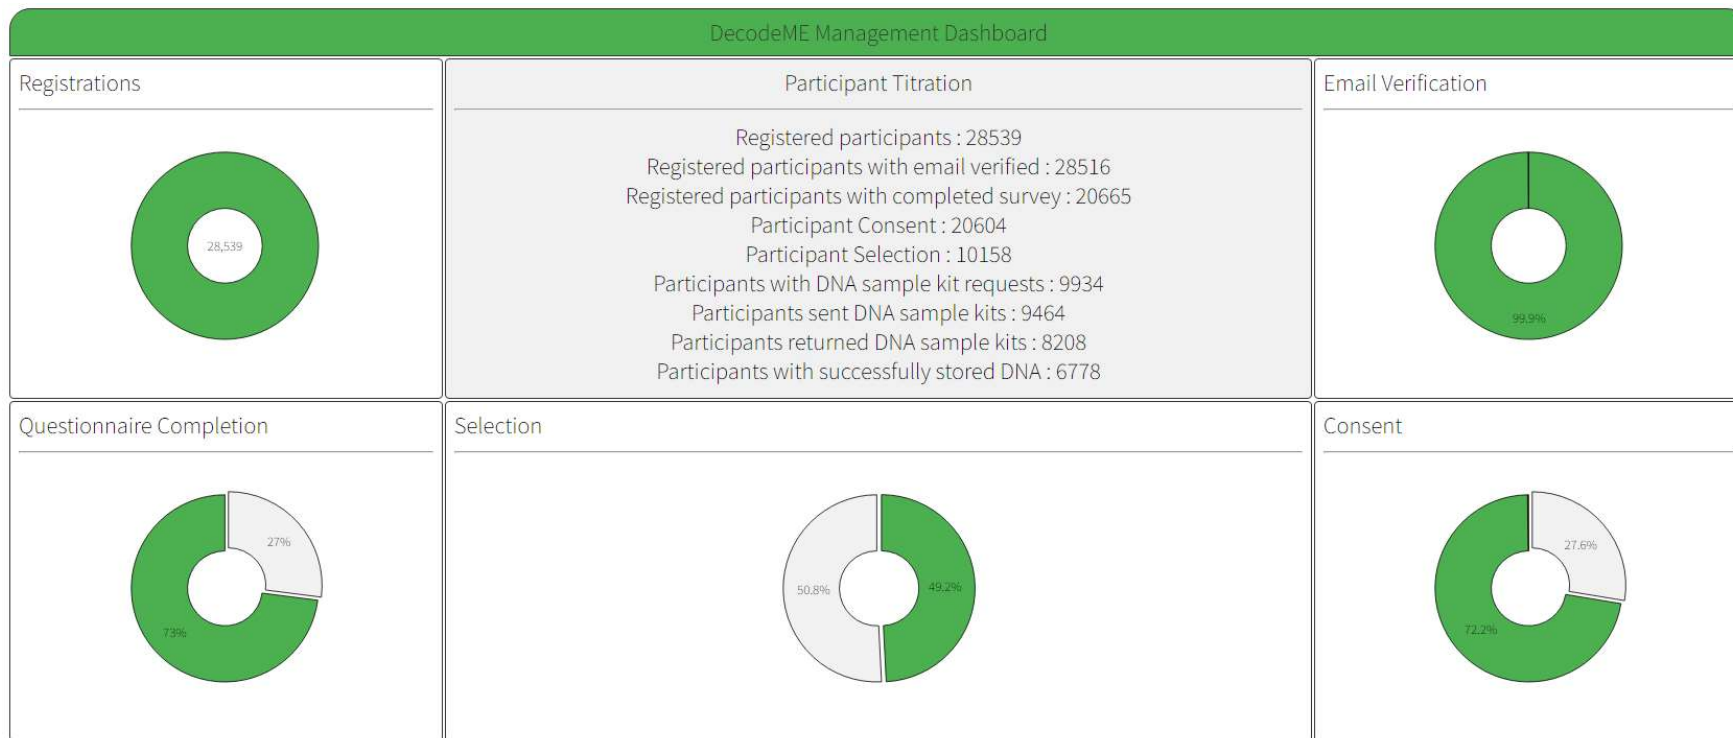 DecodeME Management Dashboard
Registrations
28,539
Participant Titration
Registered participants : 28539
Registered participants with email verified : 28516
Registered participants with completed survey : 20665
Participant Consent : 20604
Participant Selection : 10158
Participants with DNA sample kit requests : 9934
Participants sent DNA sample kits : 9464
Participants returned DNA sample kits : 8208
Participants with successfully stored DNA : 6778
Email Verification
99.9%
Questionnaire Completion
27%
73%
Selection
50.8%
49.2%
Consent
27.6%
72.2%